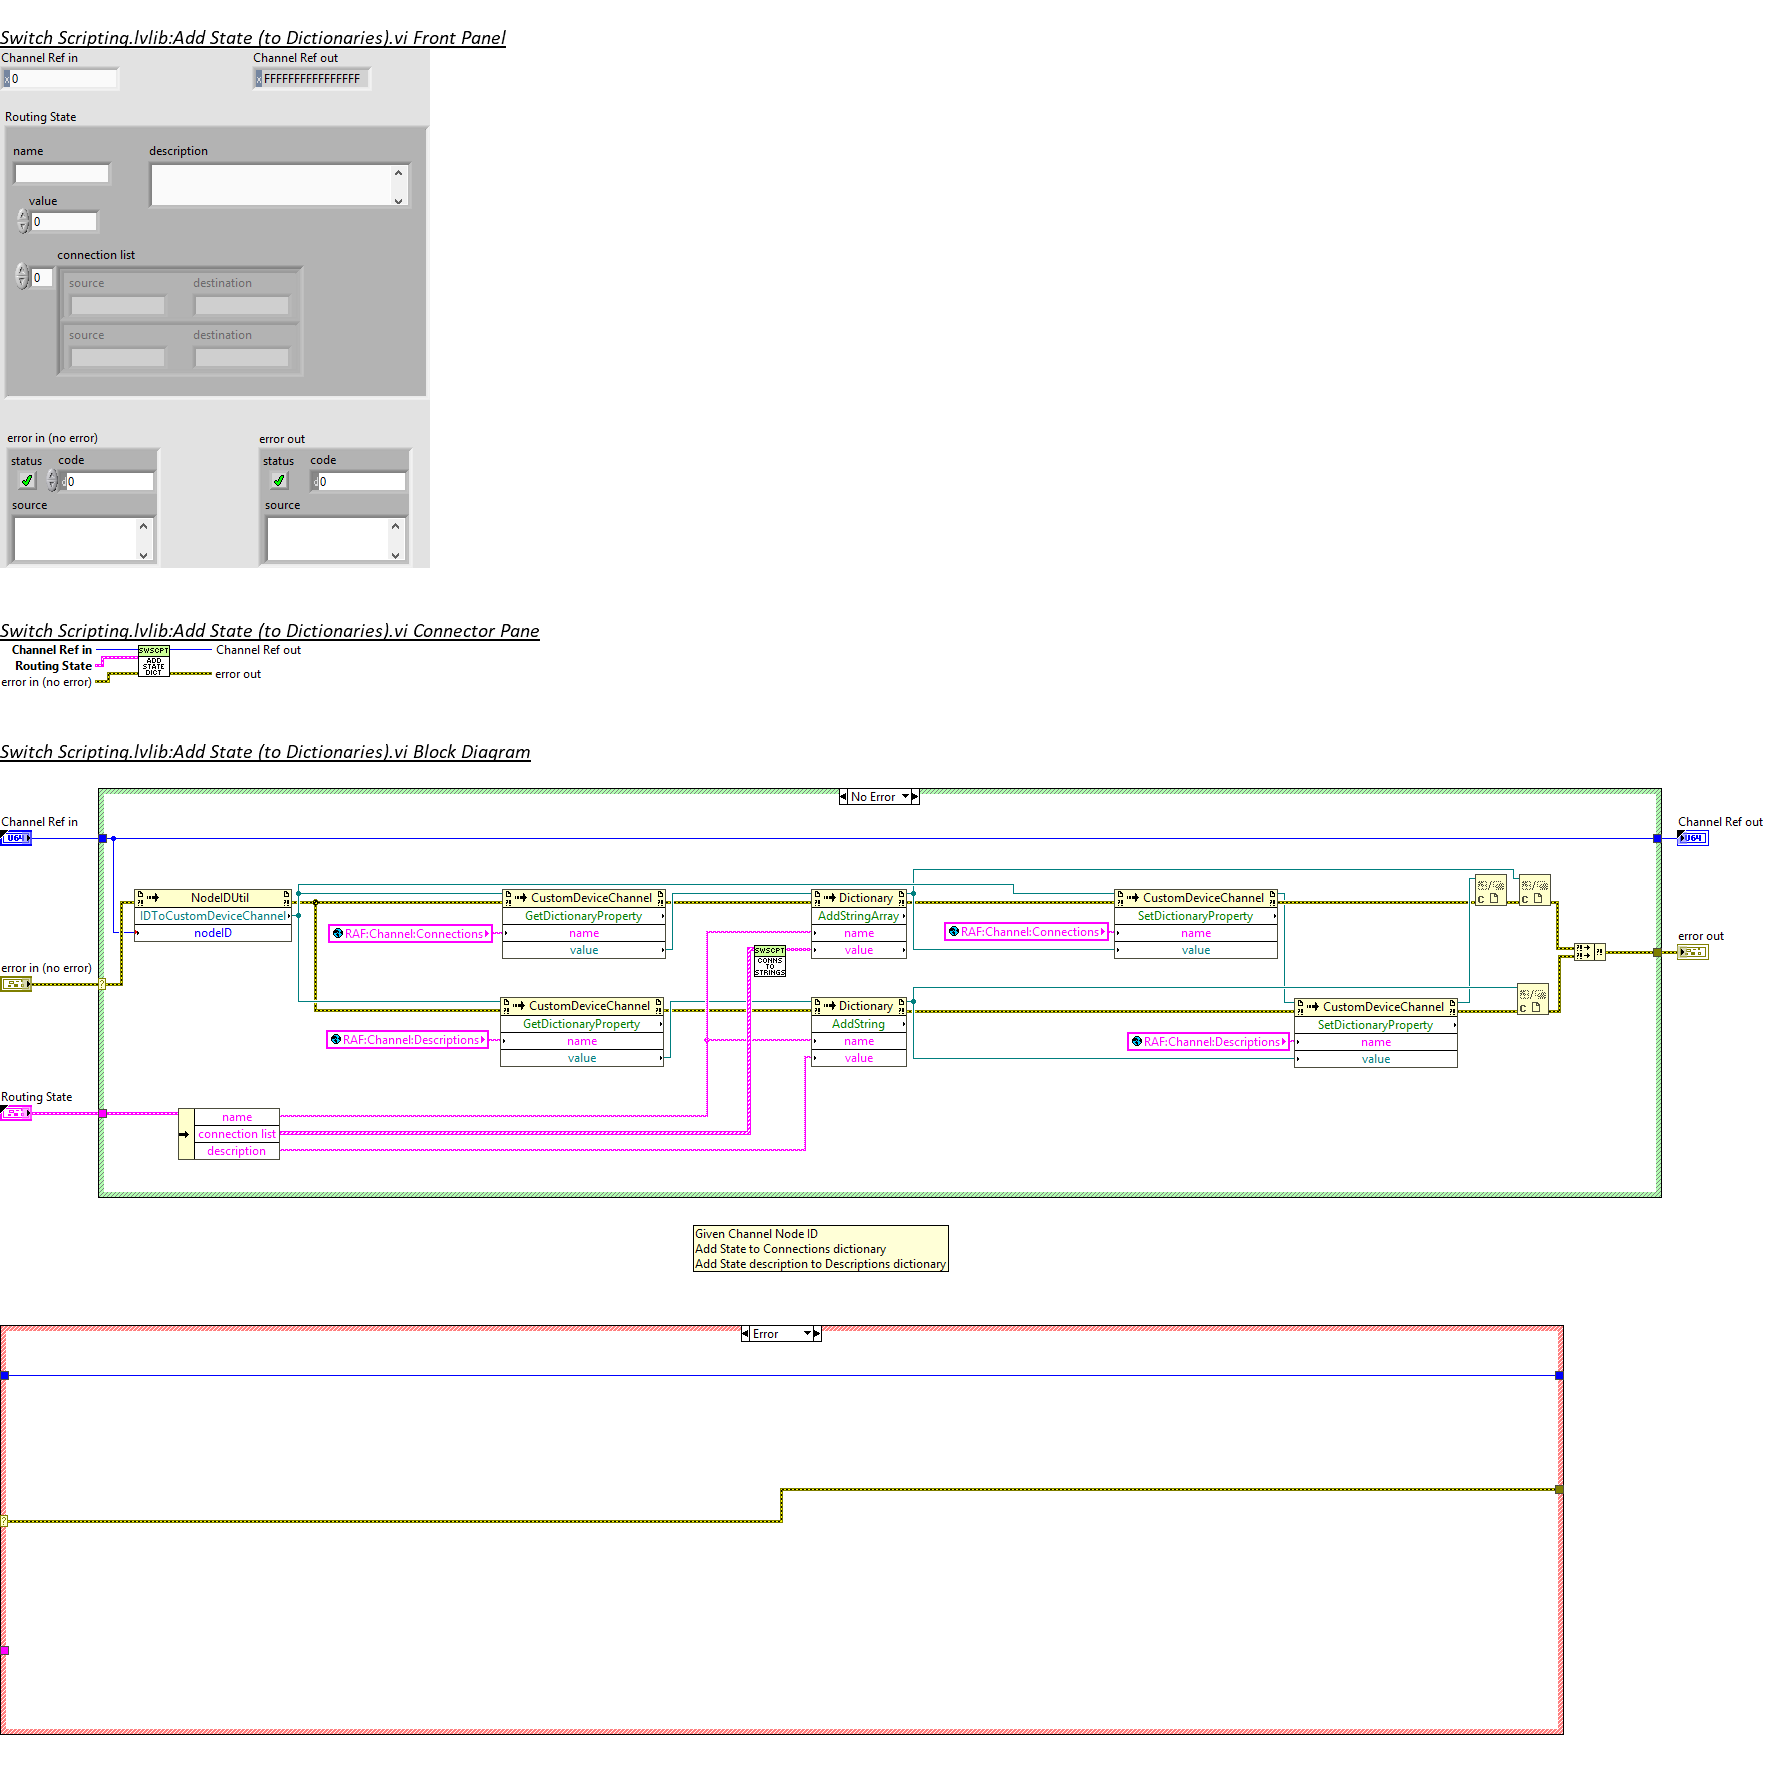 Switch Scripting.lvlib:Add State (to Dictionaries).vi Front Panel
Channel Ref in
Channel Ref out
x 0
x FFFFFFFFFFFFFFFF
Routing State
name
description
value
0
connection list
0
source
destination
source
destination
error in (no error)
error out
status
code
status
code
d 0
d 0
source
source
Switch Scripting.lvlib:Add State (to Dictionaries).vi Connector Pane
Channel Ref in
SWSCPT
Channel Ref out
Routing State
ADD
STATE
DICT
error in (no error)
error out
Switch Scripting.lvlib:Add State (to Dictionaries).vi Block Diagram
No Error
Channel Ref in
Channel Ref out
U64
U64
NodeIDUtil
CustomDeviceChannel
Dictionary
CustomDeviceChannel
IDToCustomDeviceChannel
GetDictionaryProperty
AddStringArray
SetDictionaryProperty
nodeID
RAF:Channel:Connections
name
name
RAF:Channel:Connections
name
error out
value
SWSCPT
CONNS
TO
STRINGS
value
value
error in (no error)
CustomDeviceChannel
Dictionary
CustomDeviceChannel
GetDictionaryProperty
AddString
SetDictionaryProperty
RAF:Channel:Descriptions
name
name
RAF:Channel:Descriptions
name
value
value
value
Routing State
name
connection list
description
Given Channel Node ID
Add State to Connections dictionary
Add State description to Descriptions dictionary
Error